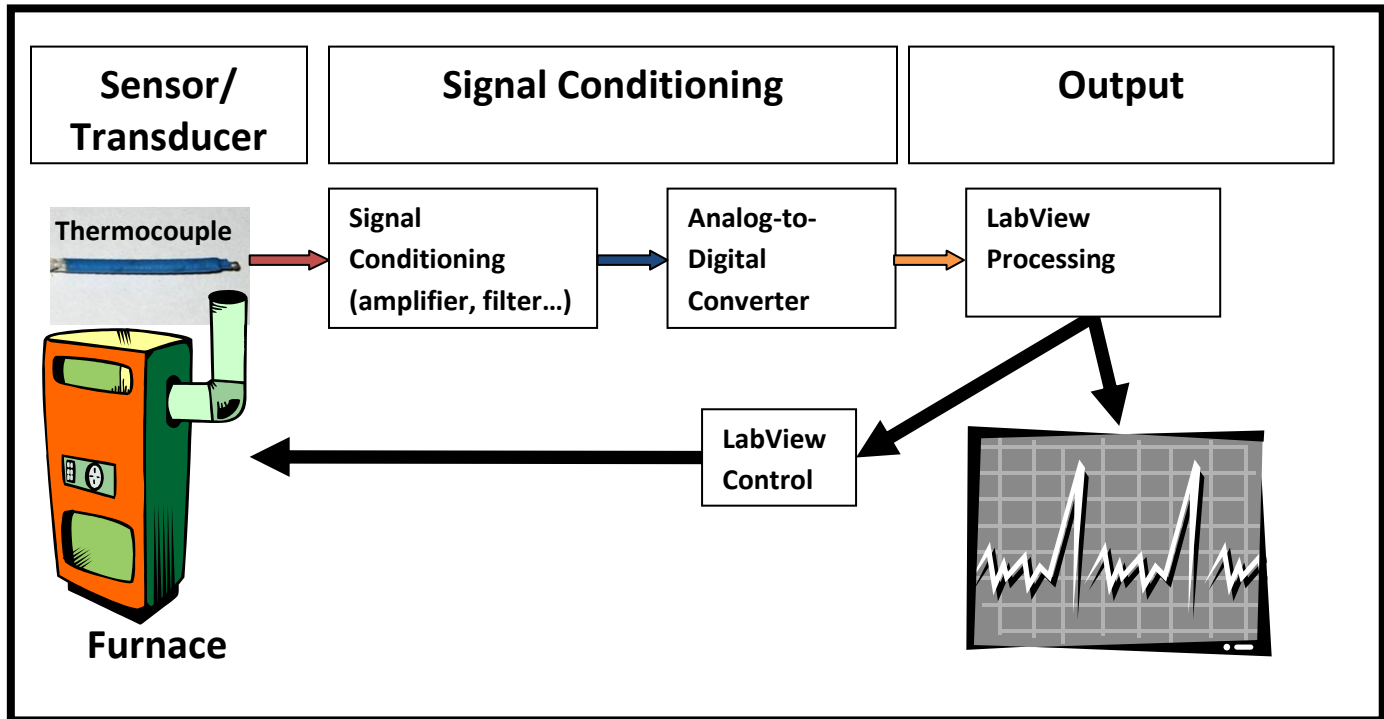 Sensor/
Transducer
Signal Conditioning
Output
Thermocouple
Signal
Conditioning
(amplifier, filter…)
Analog-to-
Digital
Converter
LabView
Processing
LabView
Control
Furnace